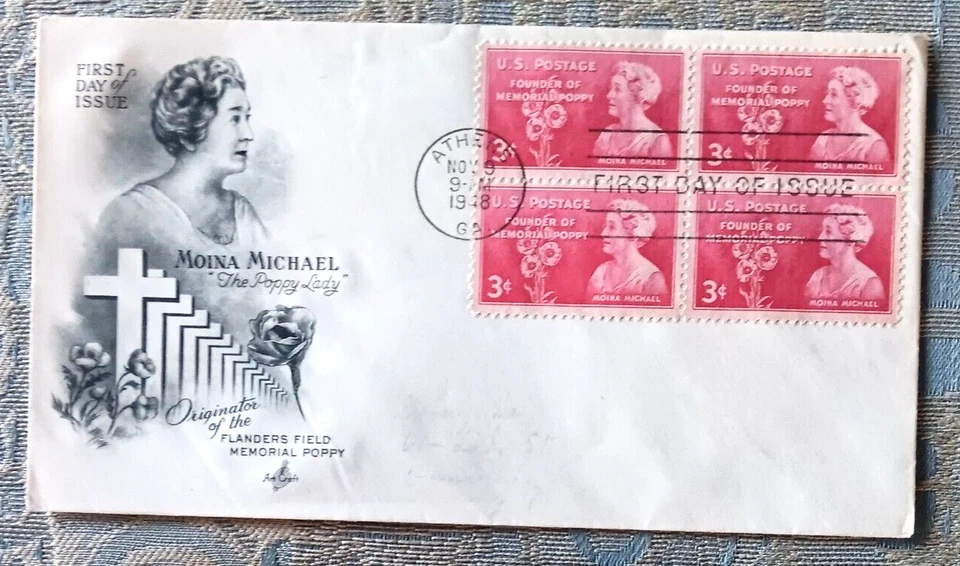 FIRST
DAY of
ISSUE
MOINA MICHAEL
"The Poppy Lady"
Originator
of the
FLANDERS FIELD
MEMORIAL POPPY
Art Craft
ATHENS
NOV 9
9-AM
1948
GA.
FIRST DAY OF ISSUE
U.S. POSTAGE
FOUNDER OF
MEMORIAL POPPY
3¢
MOINA MICHAEL
U.S. POSTAGE
FOUNDER OF
MEMORIAL POPPY
3¢
MOINA MICHAEL
U.S. POSTAGE
FOUNDER OF
MEMORIAL POPPY
3¢
MOINA MICHAEL
U.S. POSTAGE
FOUNDER OF
MEMORIAL POPPY
3¢
MOINA MICHAEL